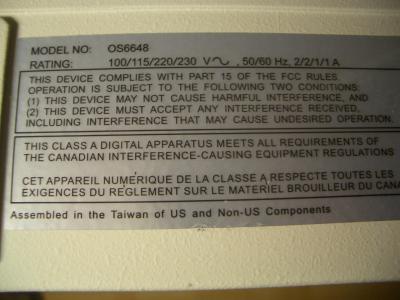 MODEL NO: OS6648
RATING: 100/115/220/230 V~, 50/60 Hz, 2/2/1/1 A
THIS DEVICE COMPLIES WITH PART 15 OF THE FCC RULES.
OPERATION IS SUBJECT TO THE FOLLOWING TWO CONDITIONS:
(1) THIS DEVICE MAY NOT CAUSE HARMFUL INTERFERENCE, AND
(2) THIS DEVICE MUST ACCEPT ANY INTERFERENCE RECEIVED,
INCLUDING INTERFERENCE THAT MAY CAUSE UNDESIRED OPERATION.
THIS CLASS A DIGITAL APPARATUS MEETS ALL REQUIREMENTS OF
THE CANADIAN INTERFERENCE-CAUSING EQUIPMENT REGULATIONS
CET APPAREIL NUMERIQUE DE LA CLASSE A RESPECTE TOUTES LES
EXIGENCES DU REGLEMENT SUR LE MATERIEL BROUILLEUR DU CANA
Assembled in the Taiwan of US and Non-US Components